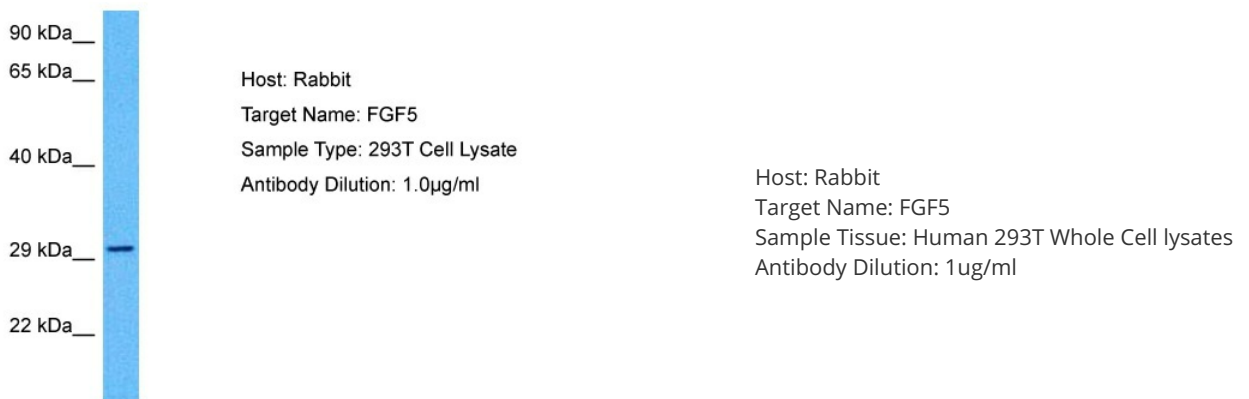 90 kDa__
65 kDa__
40 kDa__
29 kDa__
22 kDa__
Host: Rabbit
Target Name: FGF5
Sample Type: 293T Cell Lysate
Antibody Dilution: 1.0µg/ml
Host: Rabbit
Target Name: FGF5
Sample Tissue: Human 293T Whole Cell lysates
Antibody Dilution: 1ug/ml